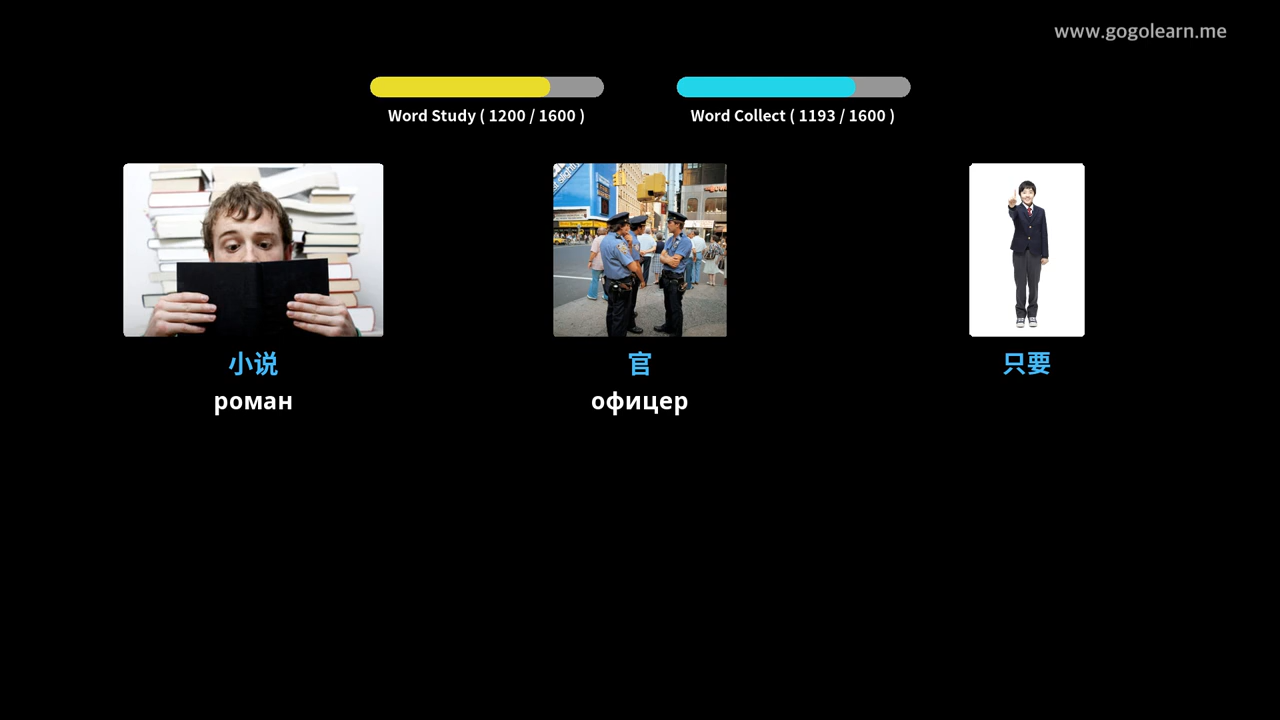 www.gogolearn.me
Word Study ( 1200 / 1600 )
Word Collect ( 1193 / 1600 )
小说
官
只要
роман
офицер